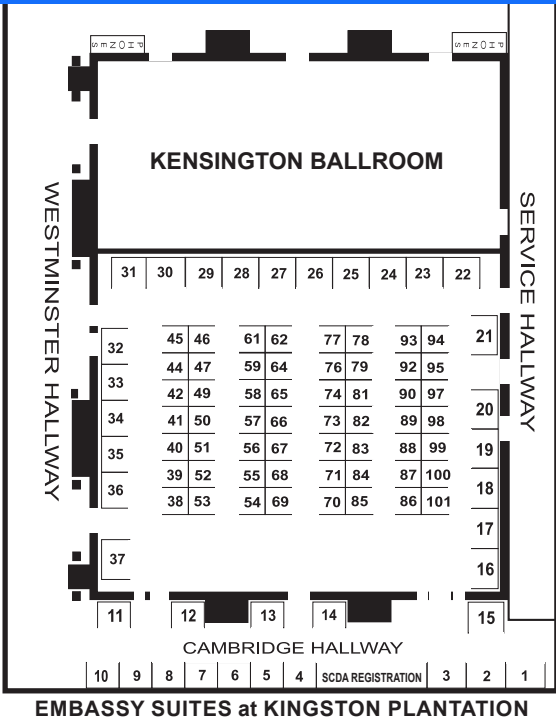 PHONES PHONES
KENSINGTON BALLROOM
WESTMINSTER HALLWAY
SERVICE HALLWAY
31 30 29 28 27 26 25 24 23 22
21
32
33
34
35
36
37
45 46 61 62 77 78 93 94
44 47 59 64 76 79 92 95
42 49 58 65 74 81 90 97
41 50 57 66 73 82 89 98
40 51 56 67 72 83 88 99
39 52 55 68 71 84 87 100
38 53 54 69 70 85 86 101
20
19
18
17
16
11 12 13 14 15
CAMBRIDGE HALLWAY
10 9 8 7 6 5 4 SCDA REGISTRATION 3 2 1
EMBASSY SUITES at KINGSTON PLANTATION